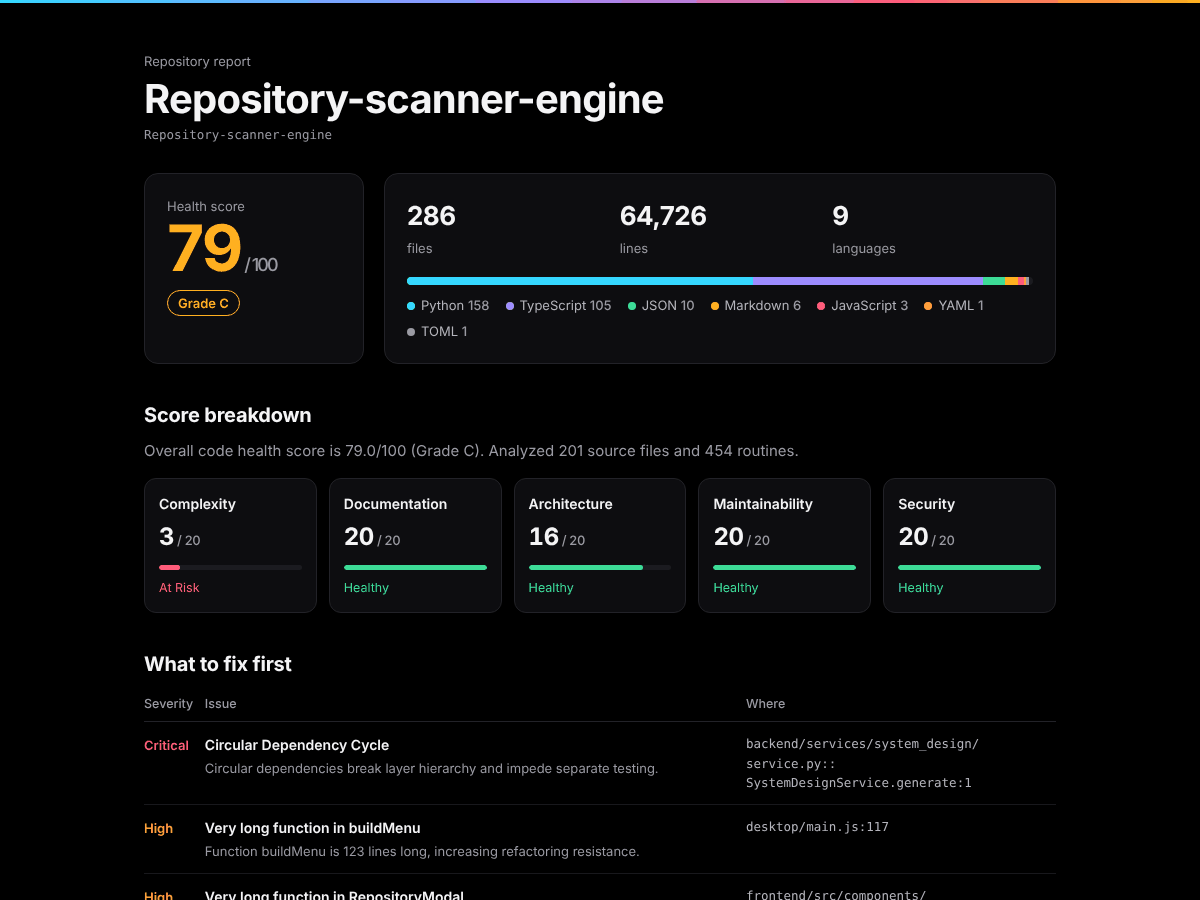 Repository report
Repository-scanner-engine
Repository-scanner-engine
Health score
79 / 100
Grade C
286
files
64,726
lines
9
languages
Python 158
TypeScript 105
JSON 10
Markdown 6
JavaScript 3
YAML 1
TOML 1
Score breakdown
Overall code health score is 79.0/100 (Grade C). Analyzed 201 source files and 454 routines.
Complexity
3 / 20
At Risk
Documentation
20 / 20
Healthy
Architecture
16 / 20
Healthy
Maintainability
20 / 20
Healthy
Security
20 / 20
Healthy
What to fix first
Severity Issue Where
Critical
Circular Dependency Cycle
Circular dependencies break layer hierarchy and impede separate testing.
backend/services/system_design/
service.py::
SystemDesignService.generate:1
High
Very long function in buildMenu
Function buildMenu is 123 lines long, increasing refactoring resistance.
desktop/main.js:117
High
Very long function in RepositoryModal
frontend/src/components/